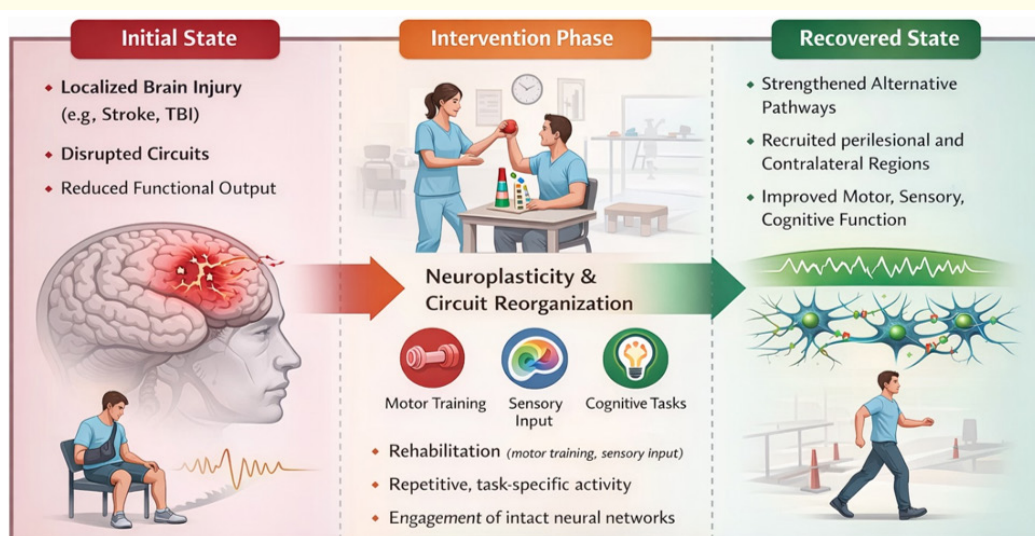 Initial State
• Localized Brain Injury
(e.g, Stroke, TBI)
• Disrupted Circuits
• Reduced Functional Output
Intervention Phase
Neuroplasticity &
Circuit Reorganization
Motor Training
Sensory
Input
Cognitive Tasks
• Rehabilitation (motor training, sensory input)
• Repetitive, task-specific activity
• Engagement of intact neural networks
Recovered State
• Strengthened Alternative
Pathways
• Recruited perilesional and
Contralateral Regions
• Improved Motor, Sensory,
Cognitive Function